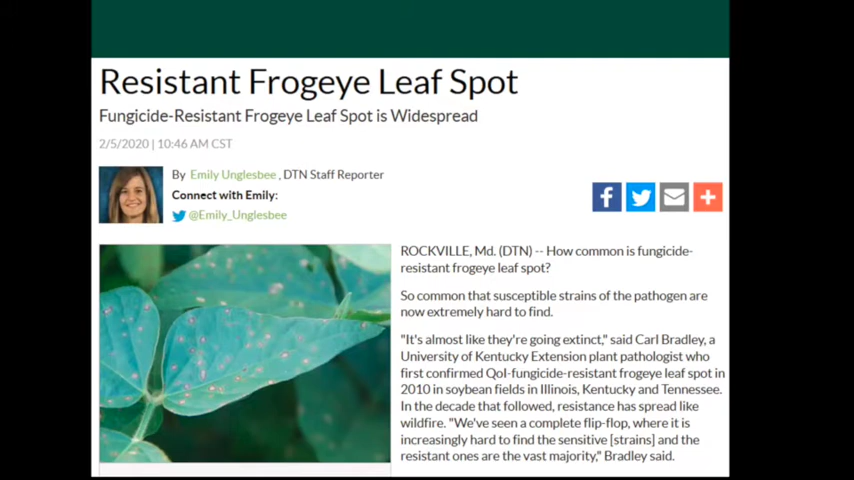 Resistant Frogeye Leaf Spot
Fungicide-Resistant Frogeye Leaf Spot is Widespread
2/5/2020 | 10:46 AM CST
By Emily Unglesbee , DTN Staff Reporter
Connect with Emily:
@Emily_Unglesbee
ROCKVILLE, Md. (DTN) -- How common is fungicide-
resistant frogeye leaf spot?
So common that susceptible strains of the pathogen are
now extremely hard to find.
"It's almost like they're going extinct," said Carl Bradley, a
University of Kentucky Extension plant pathologist who
first confirmed QoI-fungicide-resistant frogeye leaf spot in
2010 in soybean fields in Illinois, Kentucky and Tennessee.
In the decade that followed, resistance has spread like
wildfire. "We've seen a complete flip-flop, where it is
increasingly hard to find the sensitive [strains] and the
resistant ones are the vast majority," Bradley said.